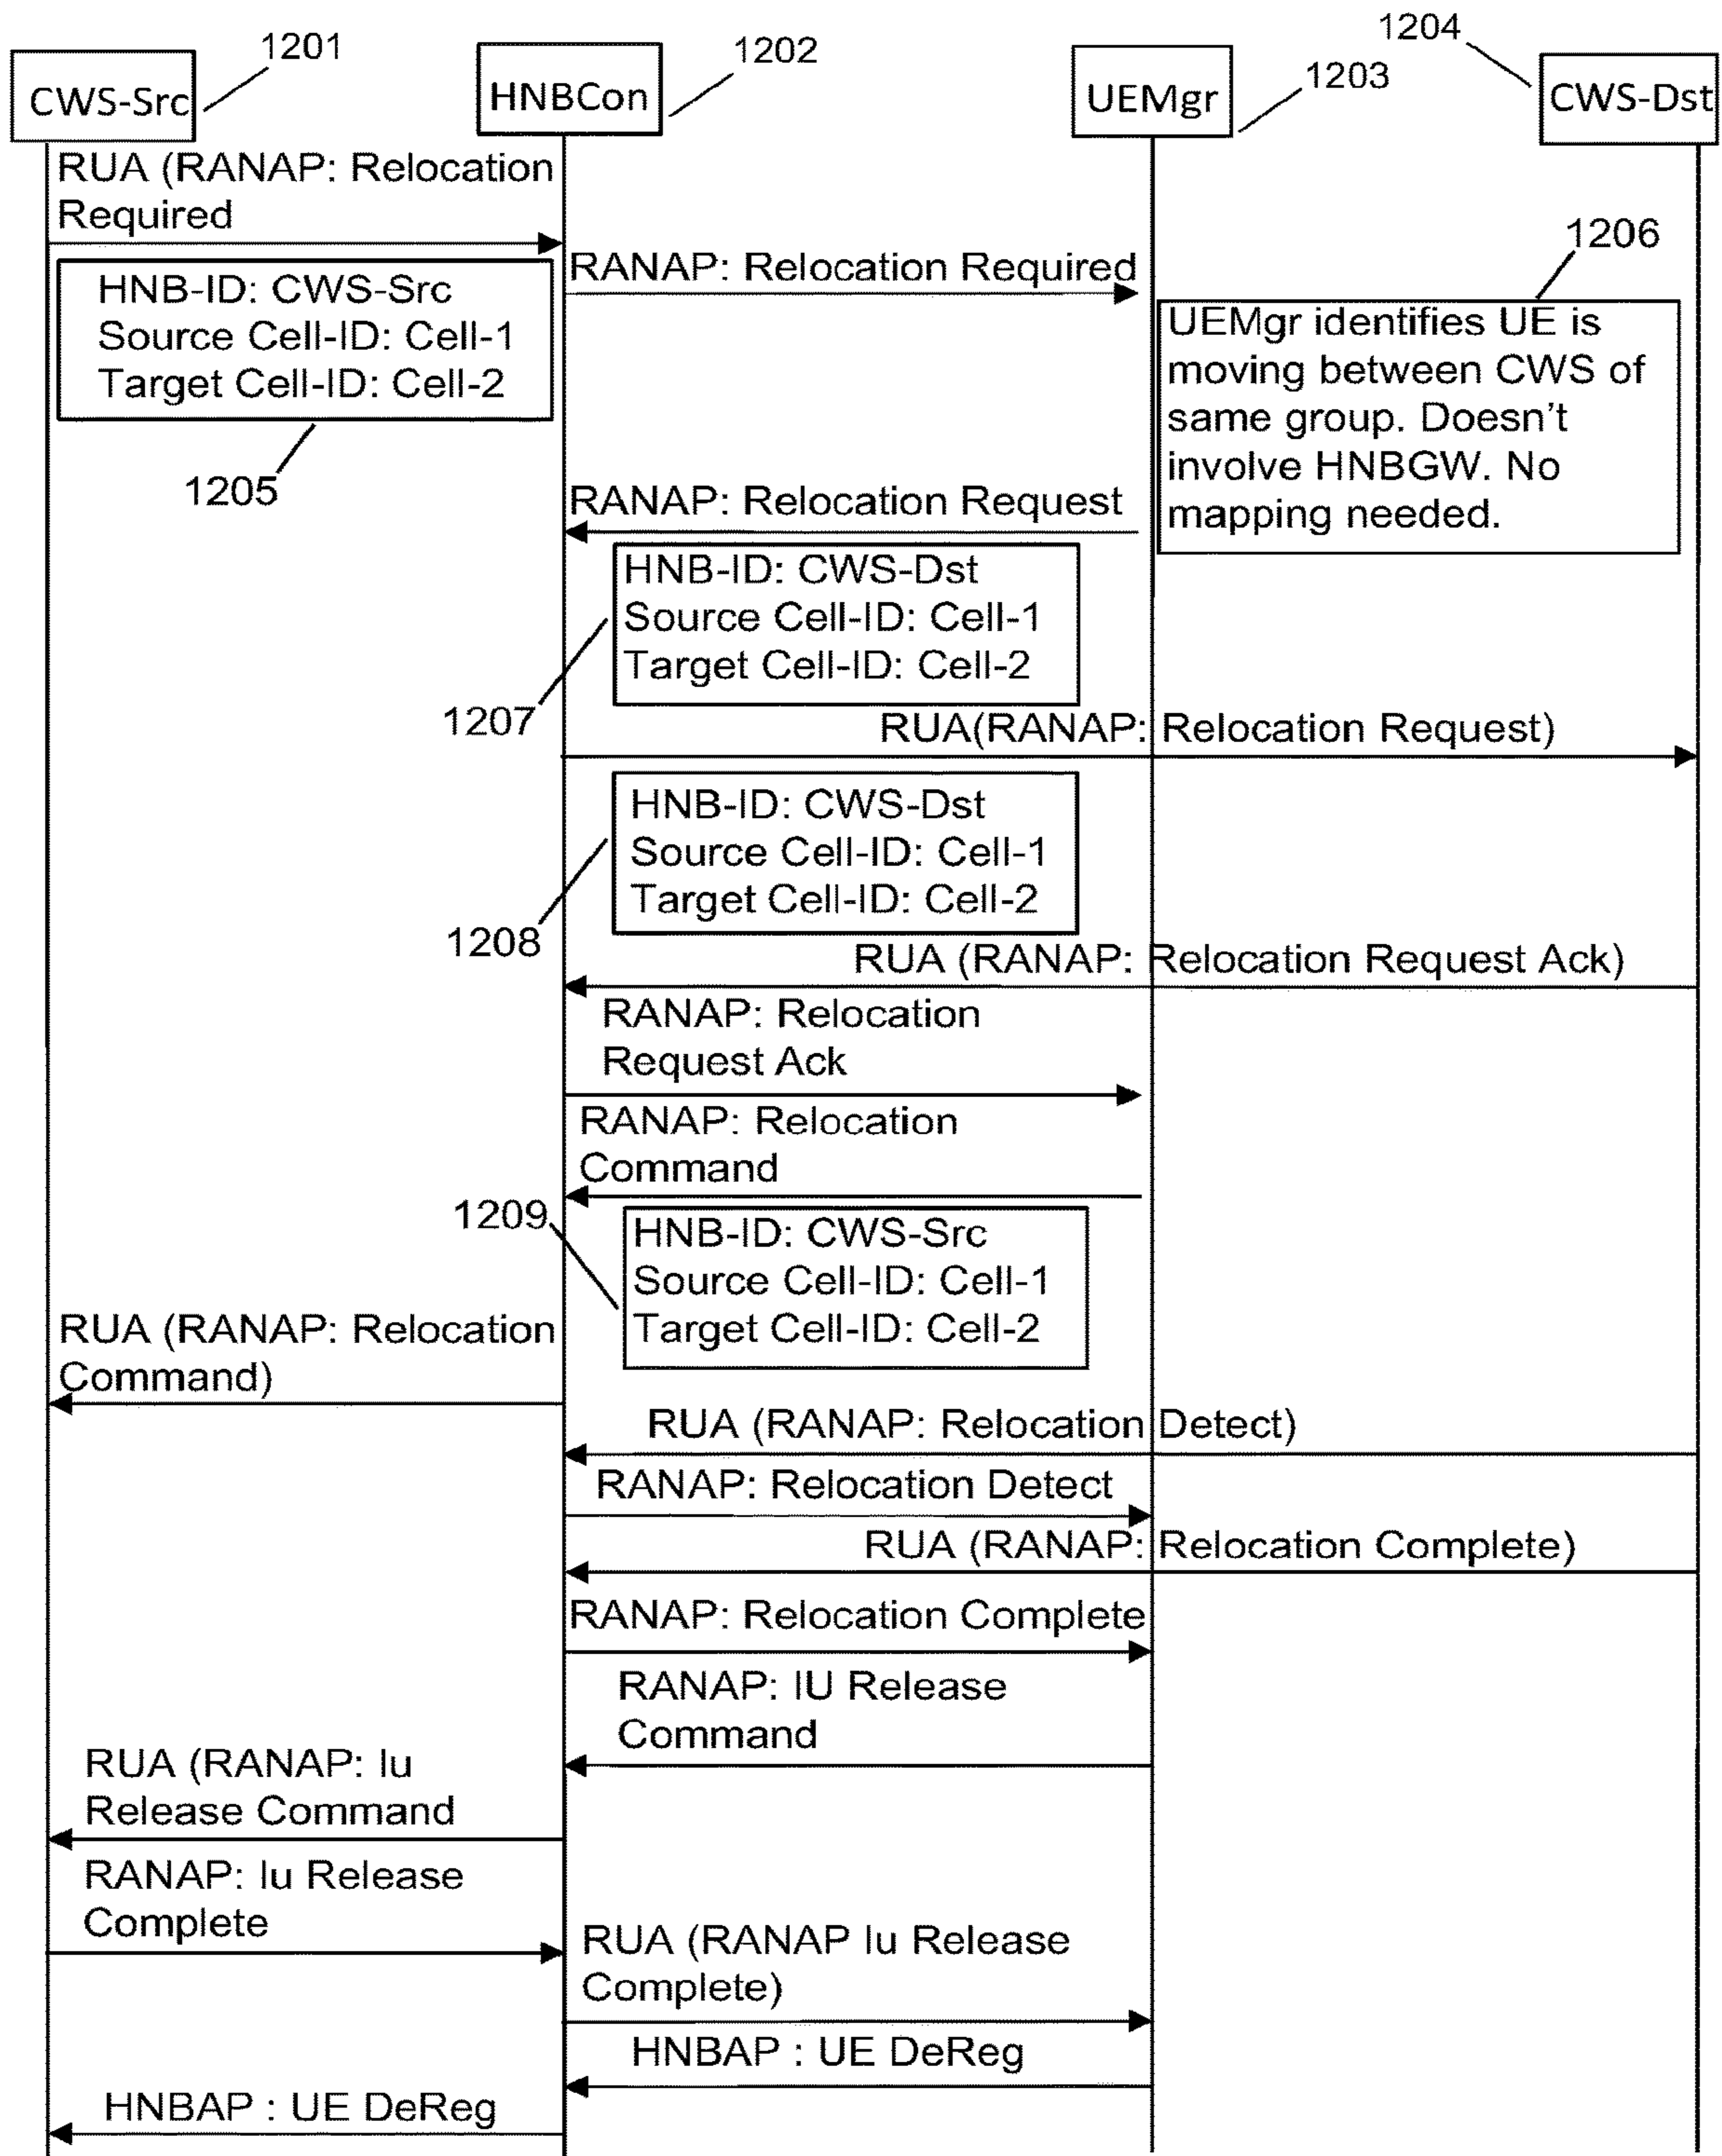 1201
1202
1204
1203
CWS-Src
HNBCon
UEMgr
CWS-Dst
RUA (RANAP: Relocation
Required
RANAP: Relocation Required
1206
HNB-ID: CWS-Src
Source Cell-ID: Cell-1
Target Cell-ID: Cell-2
1205
UEMgr identifies UE is
moving between CWS of
same group. Doesn't
involve HNBGW. No
mapping needed.
RANAP: Relocation Request
HNB-ID: CWS-Dst
Source Cell-ID: Cell-1
Target Cell-ID: Cell-2
1207
RUA(RANAP: Relocation Request)
HNB-ID: CWS-Dst
Source Cell-ID: Cell-1
Target Cell-ID: Cell-2
1208
RUA (RANAP: Relocation Request Ack)
RANAP: Relocation
Request Ack
RANAP: Relocation
Command
1209
HNB-ID: CWS-Src
Source Cell-ID: Cell-1
Target Cell-ID: Cell-2
RUA (RANAP: Relocation
Command)
RUA (RANAP: Relocation Detect)
RANAP: Relocation Detect
RUA (RANAP: Relocation Complete)
RANAP: Relocation Complete
RANAP: IU Release
Command
RUA (RANAP: Iu
Release Command
RANAP: Iu Release
Complete
RUA (RANAP Iu Release
Complete)
HNBAP : UE DeReg
HNBAP : UE DeReg